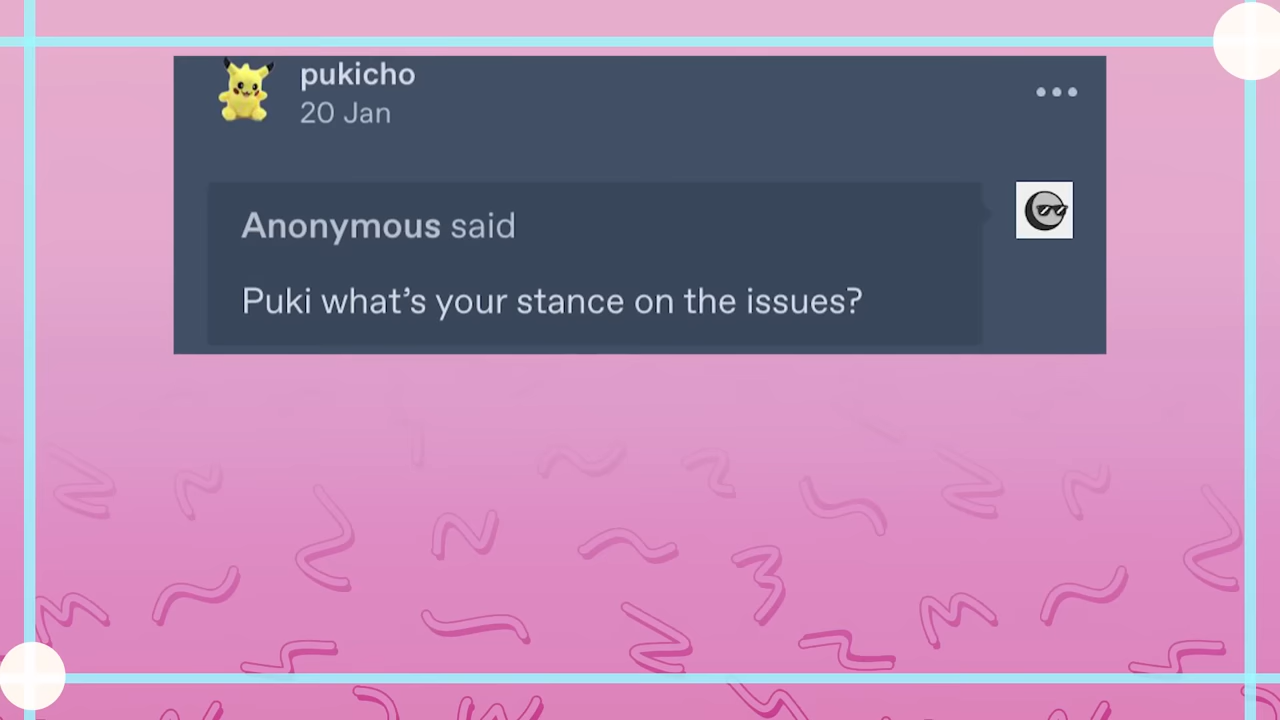 pukicho
20 Jan
Anonymous said
Puki what’s your stance on the issues?